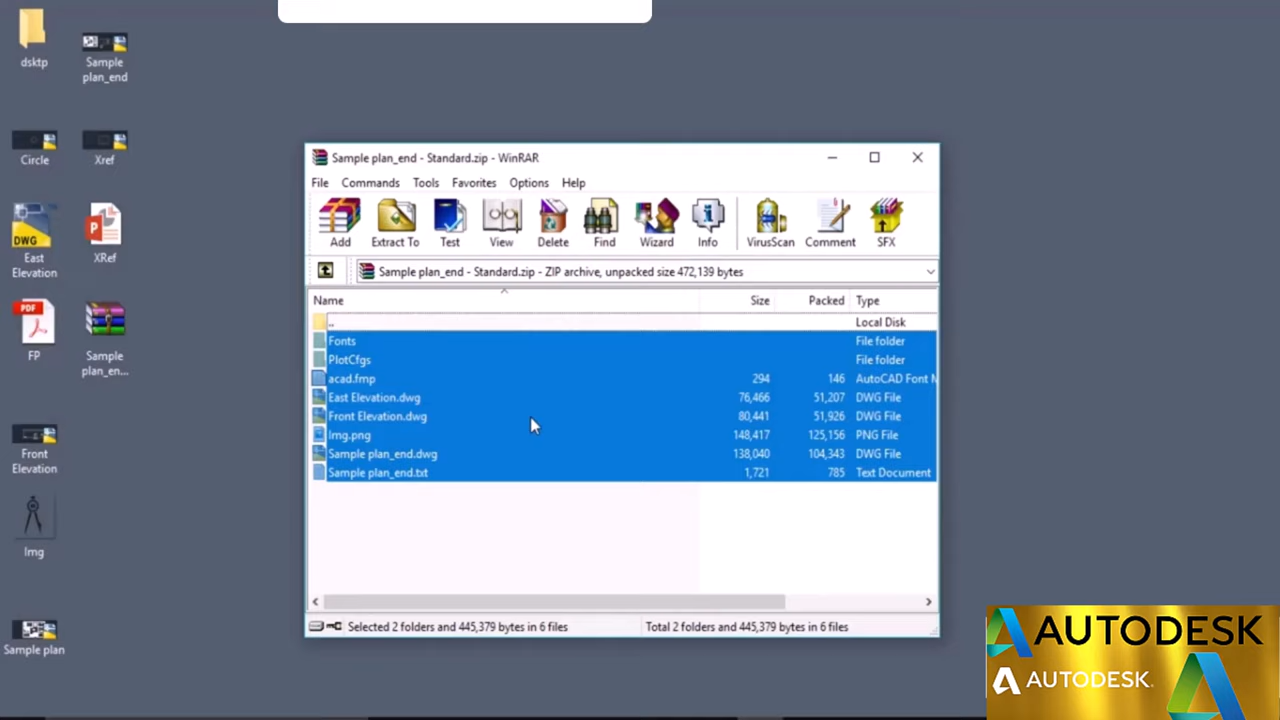 dsktp
Sample
plan_end
Circle
Xref
DWG
East
Elevation
XRef
PDF
FP
Sample
plan_en...
Front
Elevation
Img
Sample plan
Sample plan_end - Standard.zip - WinRAR
File Commands Tools Favorites Options Help
Add Extract To Test View Delete Find Wizard Info VirusScan Comment SFX
Sample plan_end - Standard.zip - ZIP archive, unpacked size 472,139 bytes
Name Size Packed Type
.. Local Disk
Fonts File folder
PlotCfgs File folder
acad.fmp 294 146 AutoCAD Font M
East Elevation.dwg 76,466 51,207 DWG File
Front Elevation.dwg 80,441 51,926 DWG File
Img.png 148,417 125,156 PNG File
Sample plan_end.dwg 138,040 104,343 DWG File
Sample plan_end.txt 1,721 785 Text Document
Selected 2 folders and 445,379 bytes in 6 files Total 2 folders and 445,379 bytes in 6 files
AUTODESK
AUTODESK.